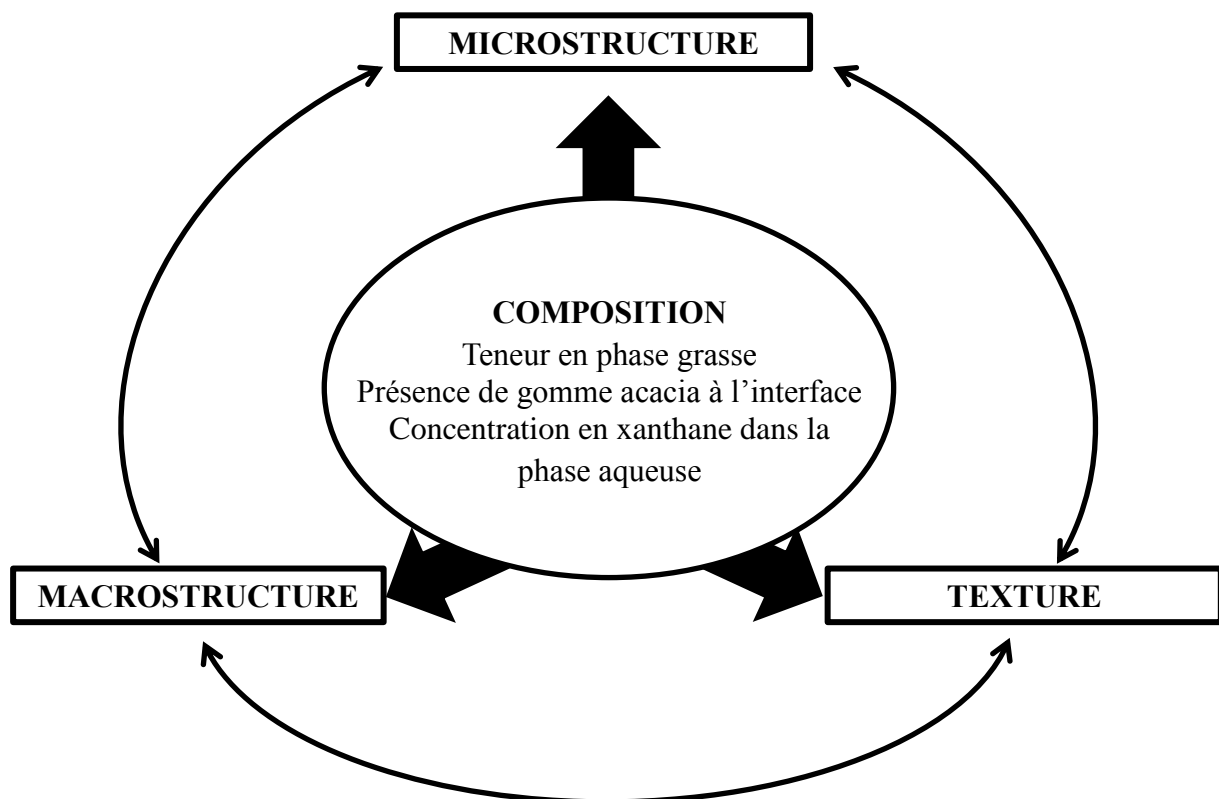 MICROSTRUCTURE
COMPOSITION
Teneur en phase grasse
Présence de gomme acacia à l’interface
Concentration en xanthane dans la
phase aqueuse
MACROSTRUCTURE
TEXTURE